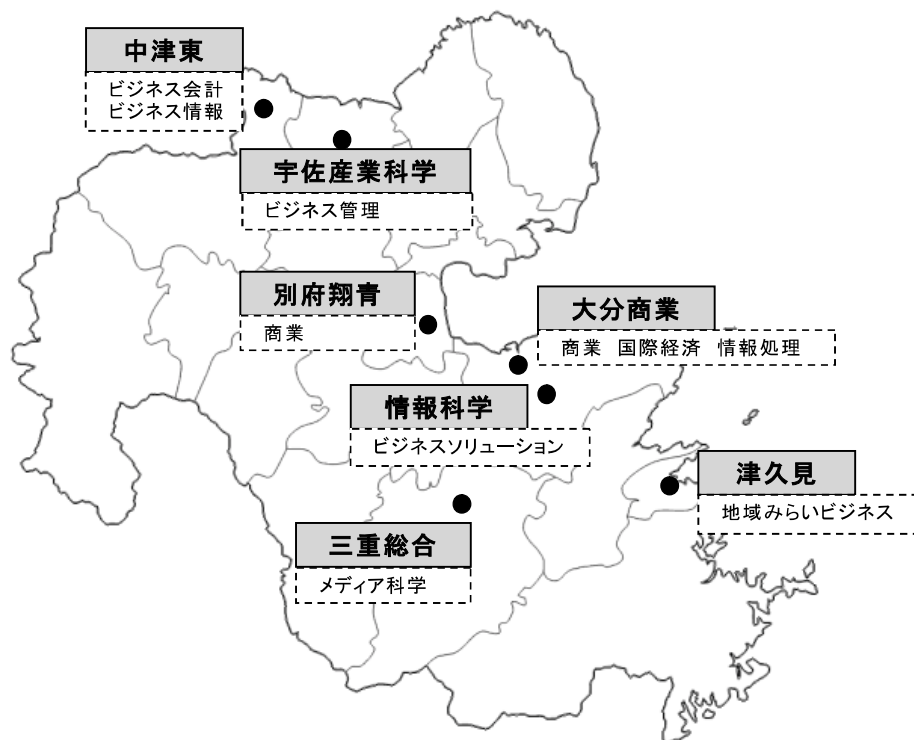 中津東
ビジネス会計
ビジネス情報
宇佐産業科学
ビジネス管理
別府翔青
商業
大分商業
商業　国際経済　情報処理
情報科学
ビジネスソリューション
津久見
地域みらいビジネス
三重総合
メディア科学